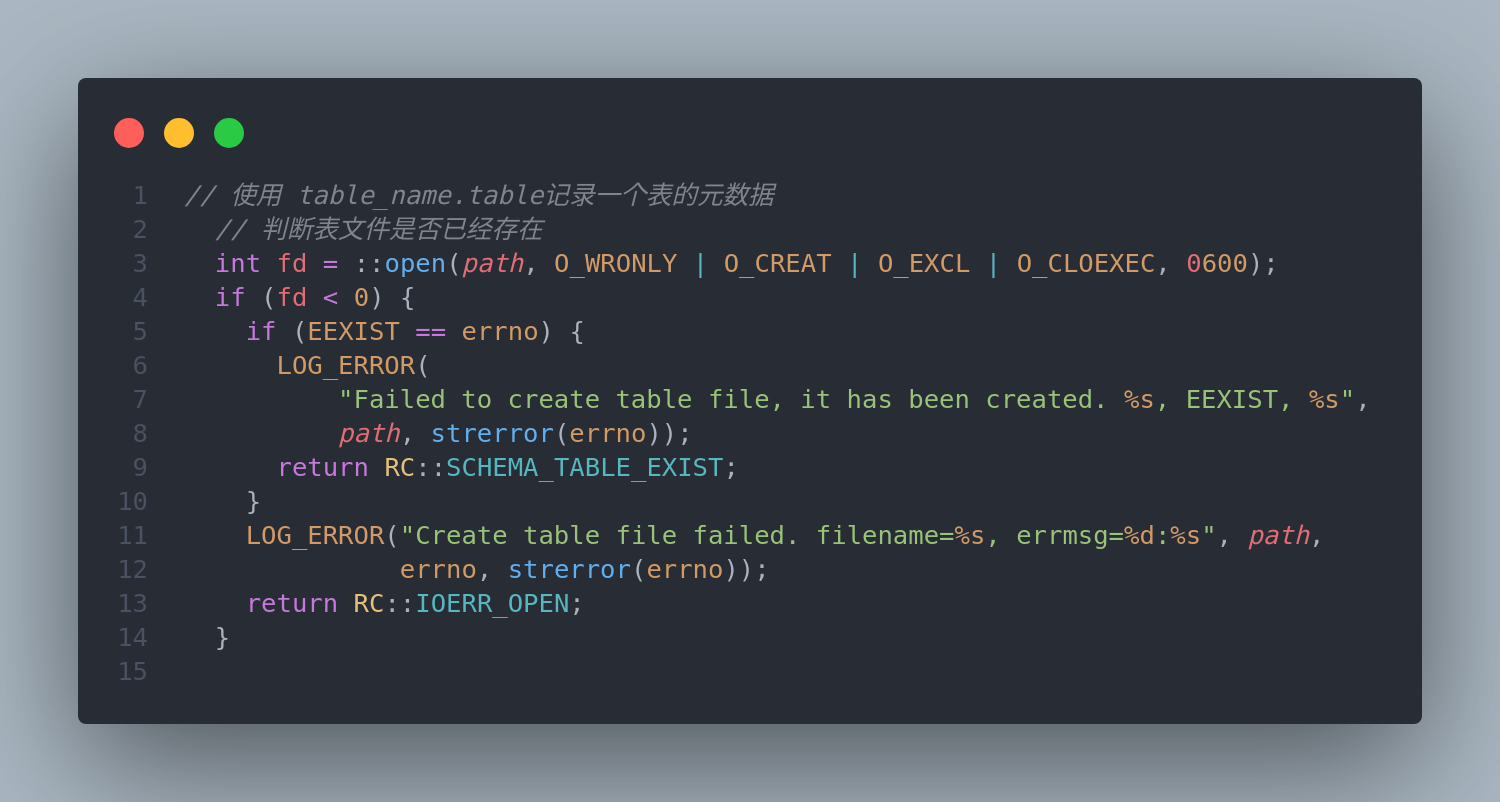 1 // 使用 table_name.table记录一个表的元数据
2   // 判断表文件是否已经存在
3   int fd = ::open(path, O_WRONLY | O_CREAT | O_EXCL | O_CLOEXEC, 0600);
4   if (fd < 0) {
5     if (EEXIST == errno) {
6       LOG_ERROR(
7           "Failed to create table file, it has been created. %s, EEXIST, %s",
8           path, strerror(errno));
9       return RC::SCHEMA_TABLE_EXIST;
10     }
11     LOG_ERROR("Create table file failed. filename=%s, errmsg=%d:%s", path,
12               errno, strerror(errno));
13     return RC::IOERR_OPEN;
14   }
15